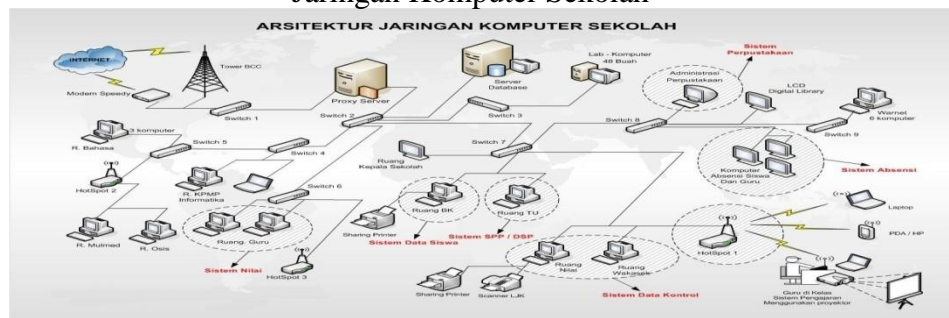 Jaringan Komputer Sekolah
ARSITEKTUR JARINGAN KOMPUTER SEKOLAH
INTERNET
Tower BCC
Modem Speedy
Switch 1
Proxy Server
Switch 2
Server
Database
Switch 3
Lab - Komputer
48 Buah
Sistem
Perpustakaan
Administrasi
Perpustakaan
LCD
Digital Library
Switch 8
Warnet
6 komputer
Switch 9
3 komputer
R. Bahasa
Switch 5
Switch 4
Ruang
Kepala Sekolah
Switch 7
Komputer
Absensi Siswa
Dan Guru
Sistem Absensi
HotSpot 2
R. KPMP
Informatika
Switch 6
Ruang BK
Ruang TU
Laptop
R. Mulmed
R. Osis
Ruang Guru
Sharing Printer
Sistem Data Siswa
Sistem SPP / DSP
HotSpot 1
PDA / HP
Sistem Nilai
HotSpot 3
Ruang
Nilai
Ruang
Wakasek
Sharing Printer
Scanner LJK
Sistem Data Kontrol
Guru di Kelas
Sistem Pengajaran
Menggunakan proyektor